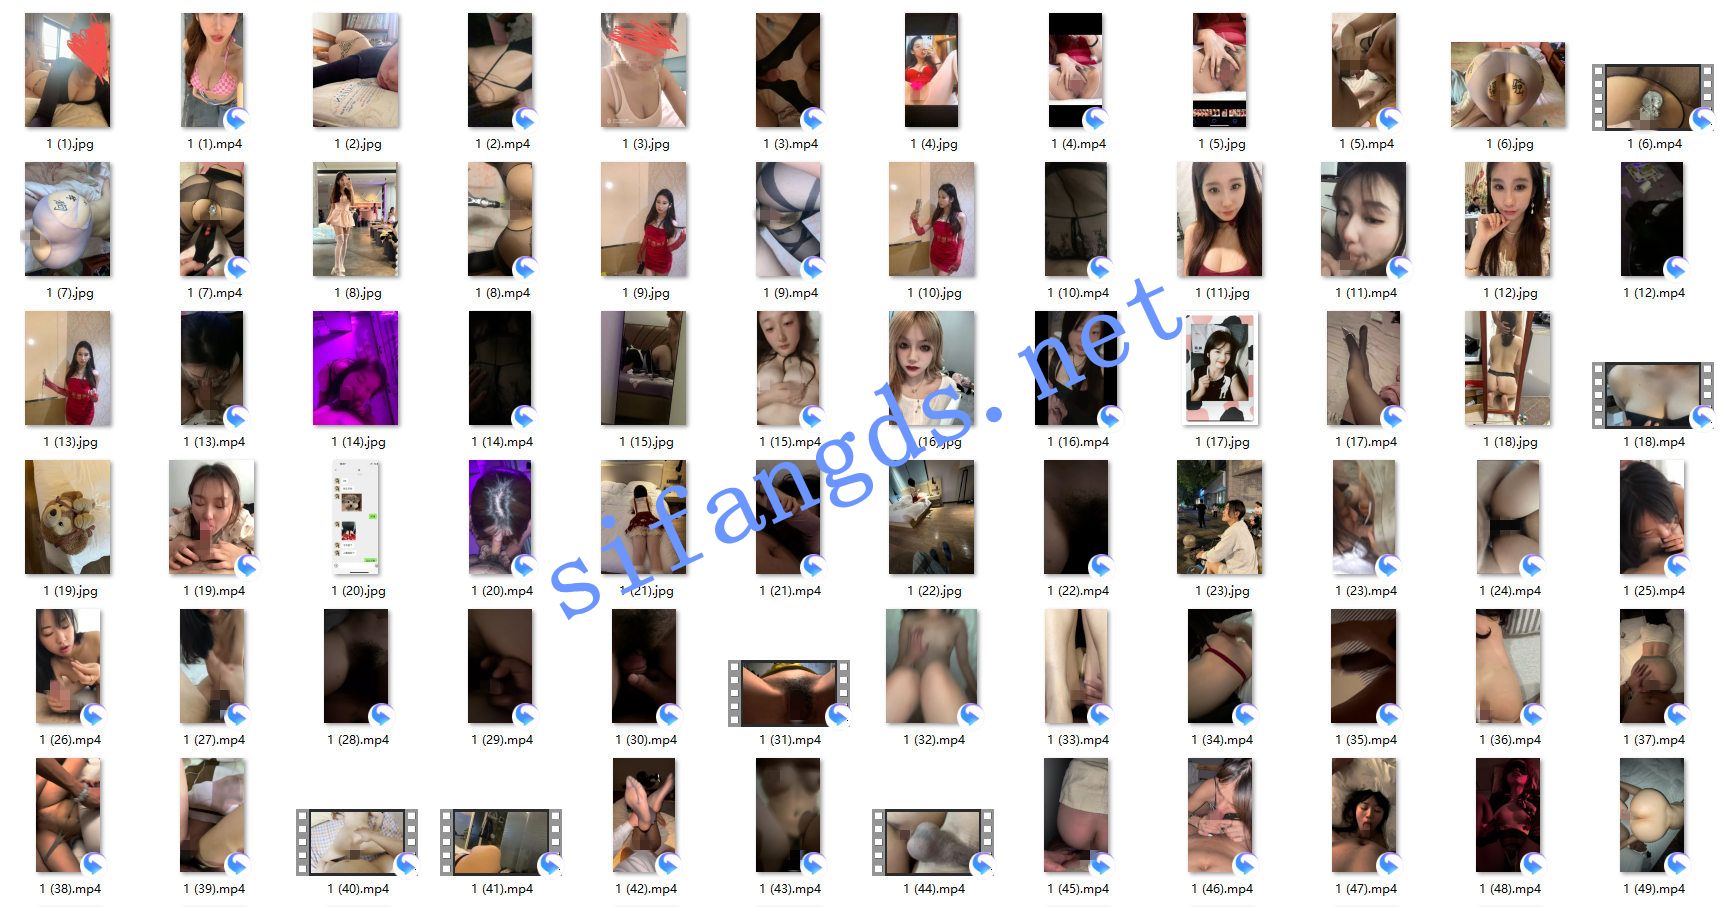 1 (1).jpg 1 (1).mp4 1 (2).jpg 1 (2).mp4 1 (3).jpg 1 (3).mp4 1 (4).jpg 1 (4).mp4 1 (5).jpg 1 (5).mp4 1 (6).jpg 1 (6).mp4
1 (7).jpg 1 (7).mp4 1 (8).jpg 1 (8).mp4 1 (9).jpg 1 (9).mp4 1 (10).jpg 1 (10).mp4 1 (11).jpg 1 (11).mp4 1 (12).jpg 1 (12).mp4
1 (13).jpg 1 (13).mp4 1 (14).jpg 1 (14).mp4 1 (15).jpg 1 (15).mp4 1 (16).jpg 1 (16).mp4 1 (17).jpg 1 (17).mp4 1 (18).jpg 1 (18).mp4
sifangds.net
1 (19).jpg 1 (19).mp4 1 (20).jpg 1 (20).mp4 1 (21).jpg 1 (21).mp4 1 (22).jpg 1 (22).mp4 1 (23).jpg 1 (23).mp4 1 (24).mp4 1 (25).mp4
1 (26).mp4 1 (27).mp4 1 (28).mp4 1 (29).mp4 1 (30).mp4 1 (31).mp4 1 (32).mp4 1 (33).mp4 1 (34).mp4 1 (35).mp4 1 (36).mp4 1 (37).mp4
1 (38).mp4 1 (39).mp4 1 (40).mp4 1 (41).mp4 1 (42).mp4 1 (43).mp4 1 (44).mp4 1 (45).mp4 1 (46).mp4 1 (47).mp4 1 (48).mp4 1 (49).mp4